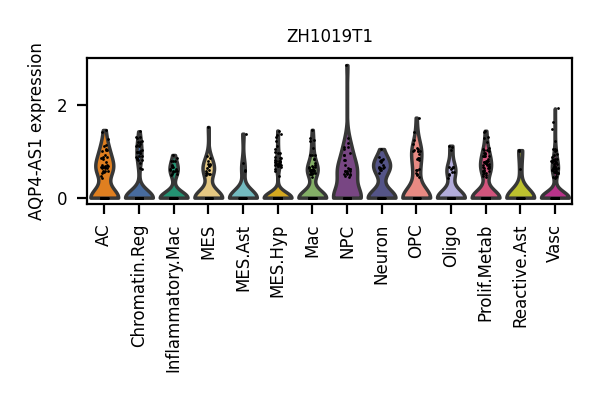 ZH1019T1
AQP4-AS1 expression
2
0
AC
Chromatin.Reg
Inflammatory.Mac
MES
MES.Ast
MES.Hyp
Mac
NPC
Neuron
OPC
Oligo
Prolif.Metab
Reactive.Ast
Vasc